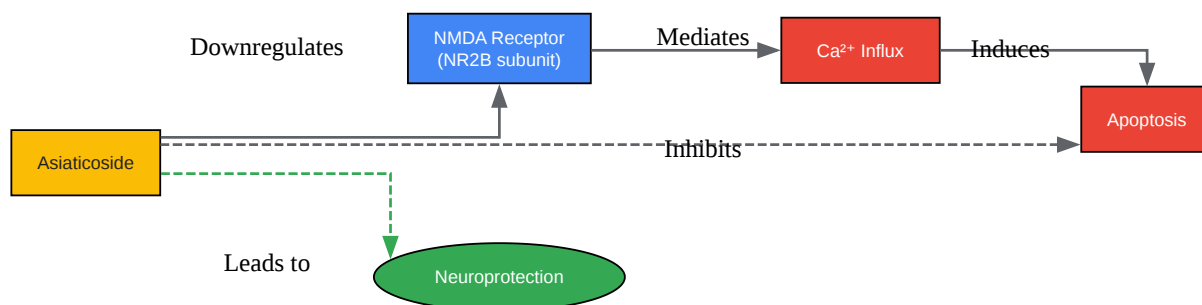 Downregulates
NMDA Receptor
(NR2B subunit)
Mediates
Ca²⁺ Influx
Induces
Apoptosis
Asiaticoside
Inhibits
Leads to
Neuroprotection